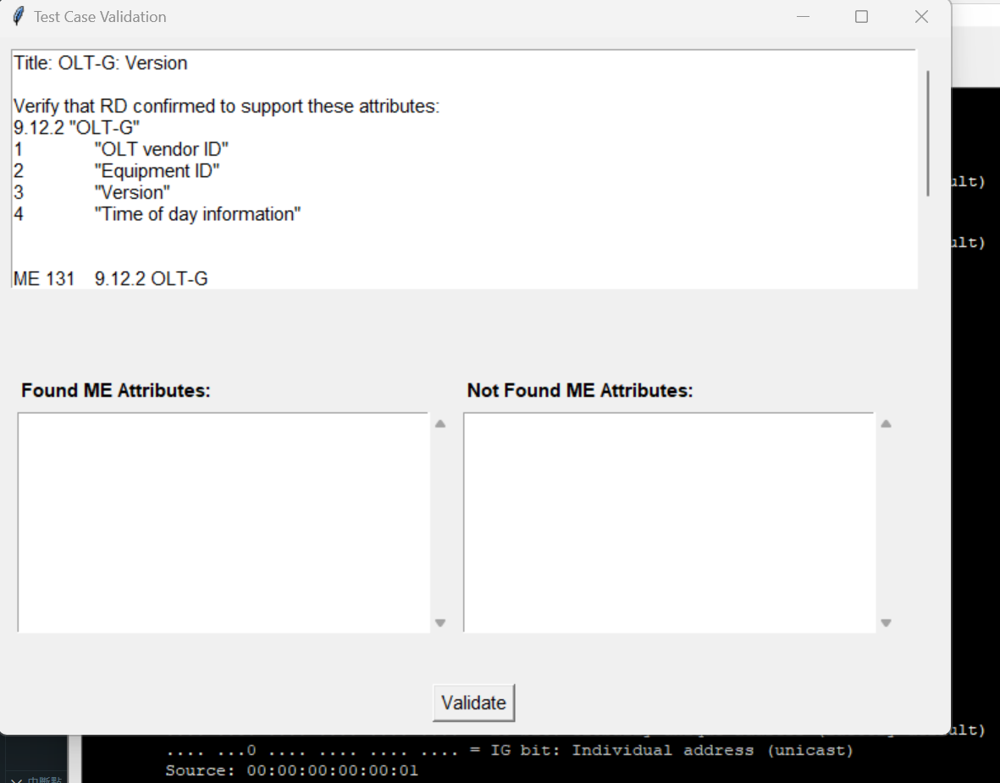 Test Case Validation
Title: OLT-G: Version
Verify that RD confirmed to support these attributes:
9.12.2 "OLT-G"
1 "OLT vendor ID"
2 "Equipment ID"
3 "Version"
4 "Time of day information"
ME 131 9.12.2 OLT-G
ult)
ult)
Found ME Attributes:
Not Found ME Attributes:
Validate
ult)
.... ...0 .... .... .... .... = IG bit: Individual address (unicast)
Source: 00:00:00:00:00:01
中斷點